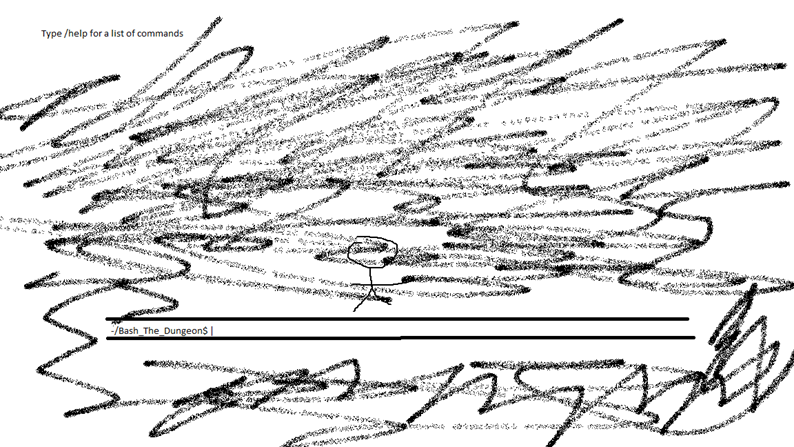 Type /help for a list of commands
-/Bash_The_Dungeon$ |